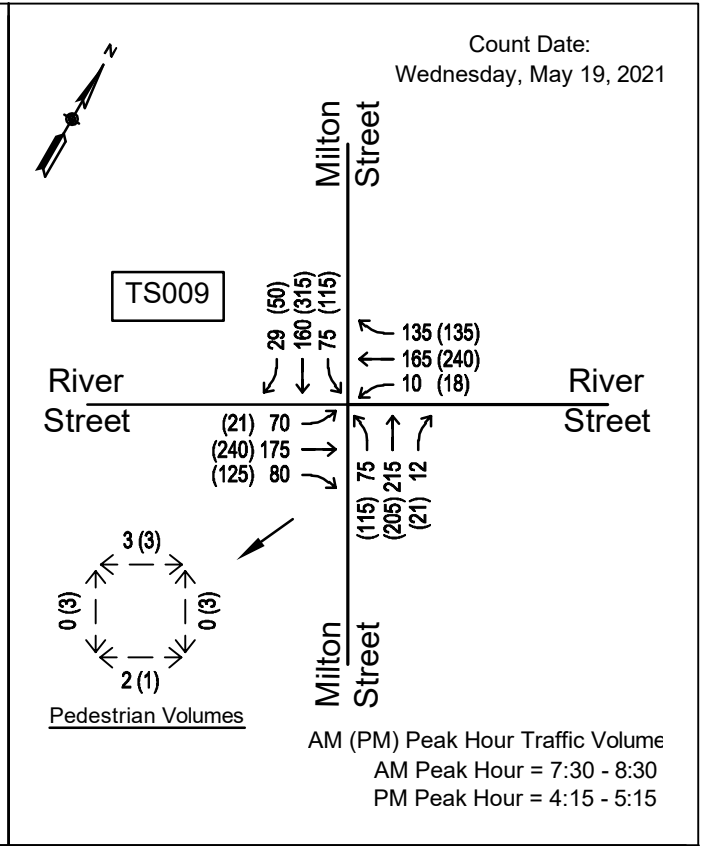 N
Count Date:
Wednesday, May 19, 2021
Milton
Street
TS009
29 (50)
160 (315)
75 (115)
135 (135)
165 (240)
10 (18)
River
Street
River
Street
(21) 70
(240) 175
(125) 80
(115) 75
(205) 215
(21) 12
3 (3)
0 (3)
0 (3)
2 (1)
Pedestrian Volumes
Milton
Street
AM (PM) Peak Hour Traffic Volume
AM Peak Hour = 7:30 - 8:30
PM Peak Hour = 4:15 - 5:15